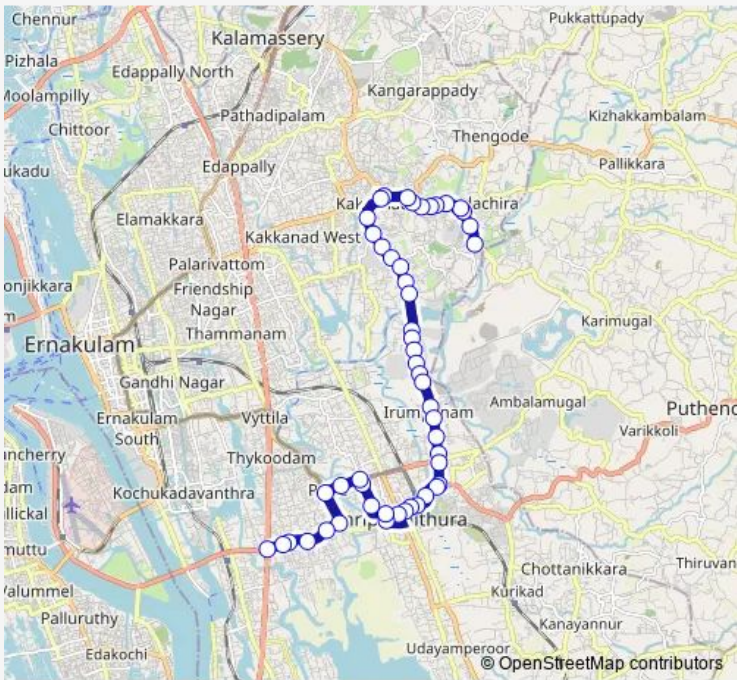 Chennur
Pukkattupady
Kalamassery
Pizhala
Edappally North
Kangarappady
Moolampilly
Pathadipalam
Kizhakkambalam
Chittoor
Thengode
Edappally
Pallikkara
Elamakkara
Kakkanad West
Palarivattom
Friendship
Nagar
Karimugal
Ernakulam
Thammanam
Gandhi Nagar
Ambalamugal
Ernakulam
South
Vyttila
Varikkoli
Thykoodam
Kochukadavanthra
Chottanikkara
Kurikad
Palluruthy
Kanayannur
Udayamperoor
Edakochi
© OpenStreetMap contributors